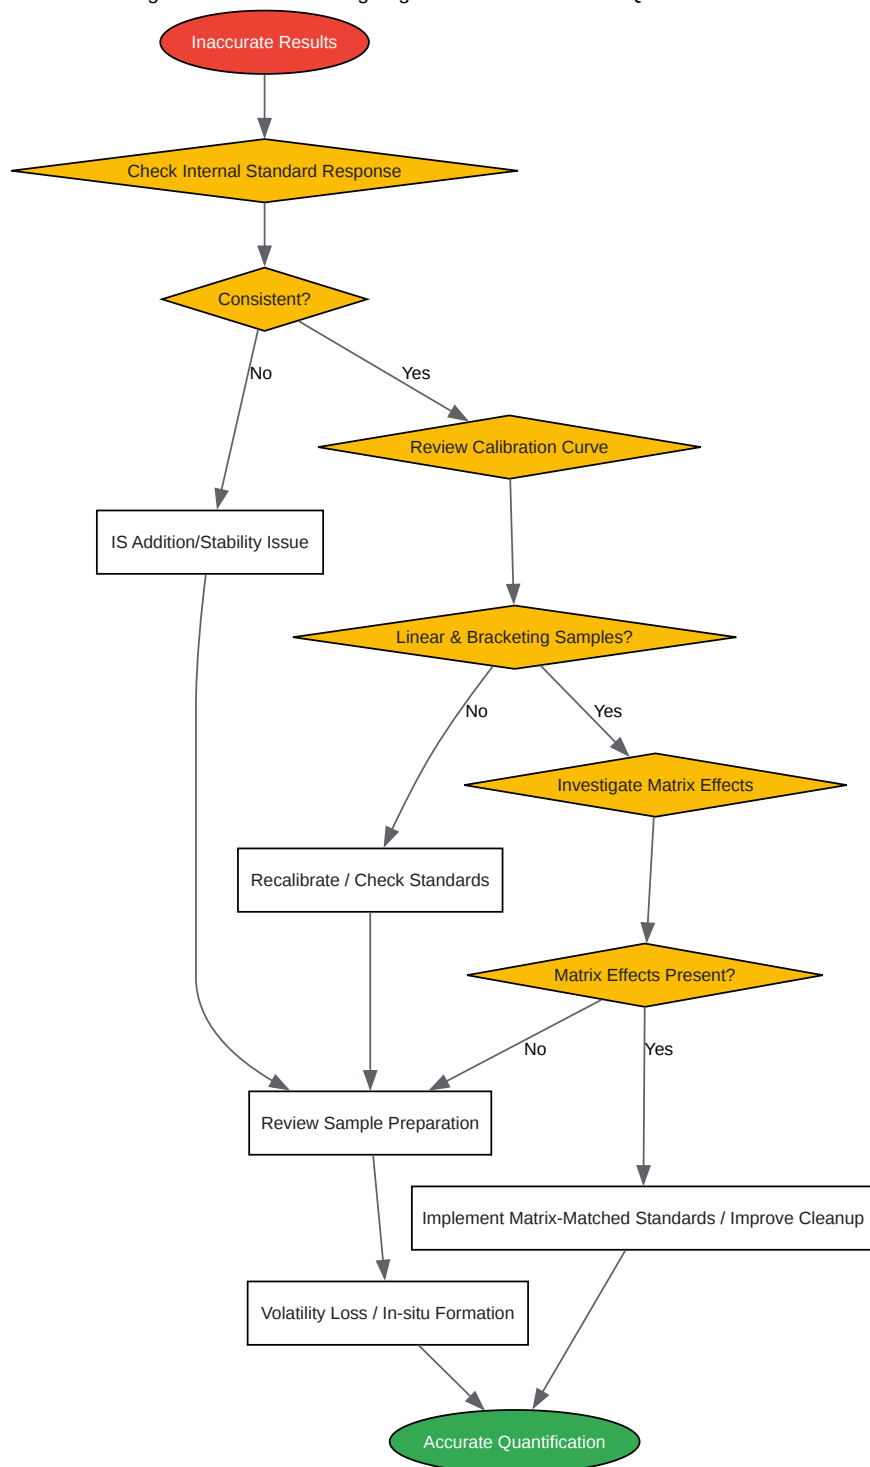 Inaccurate Results
Check Internal Standard Response
Consistent?
No
Yes
Review Calibration Curve
IS Addition/Stability Issue
Linear & Bracketing Samples?
No
Yes
Investigate Matrix Effects
Recalibrate / Check Standards
Matrix Effects Present?
No
Yes
Review Sample Preparation
Implement Matrix-Matched Standards / Improve Cleanup
Volatility Loss / In-situ Formation
Accurate Quantification